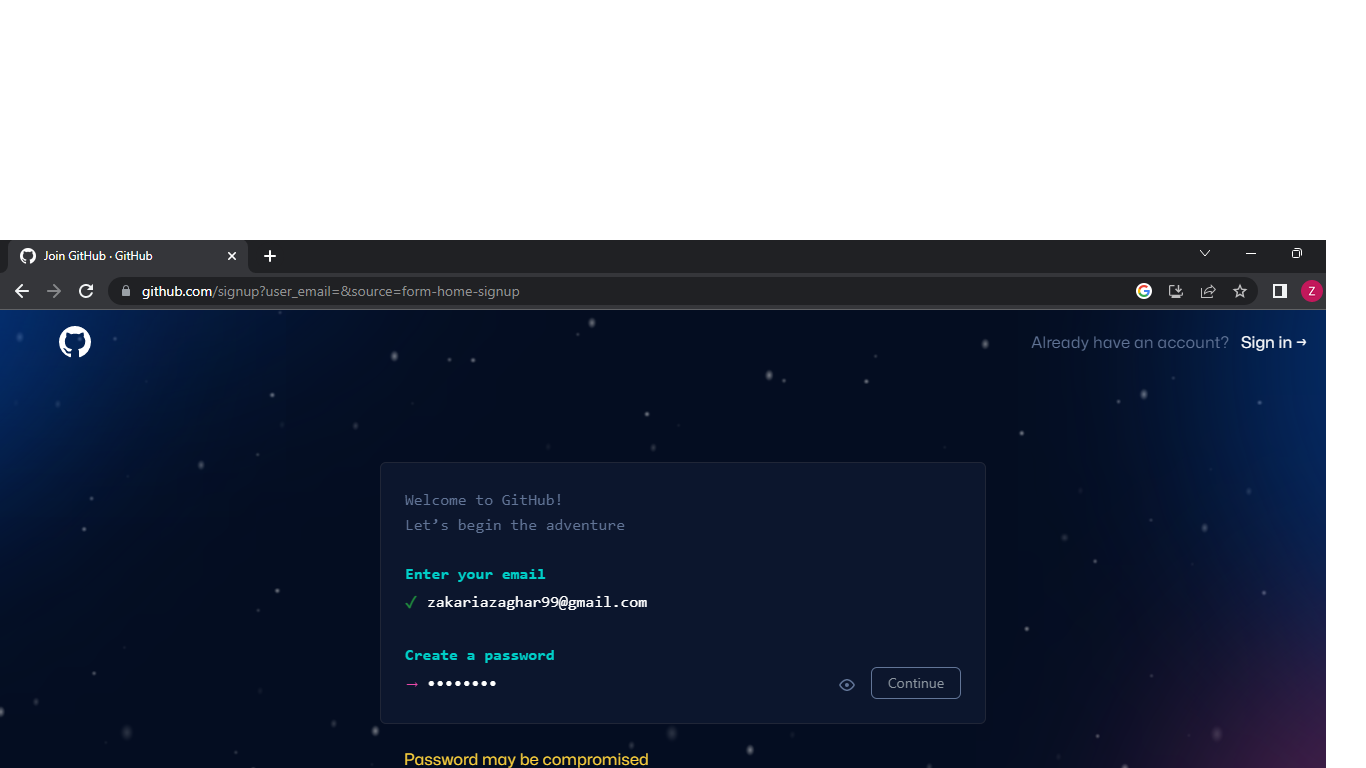 Join GitHub · GitHub
github.com/signup?user_email=&source=form-home-signup
Z
Already have an account? Sign in →
Welcome to GitHub!
Let’s begin the adventure
Enter your email
✓ zakariazaghar99@gmail.com
Create a password
→ ••••••••
Continue
Password may be compromised